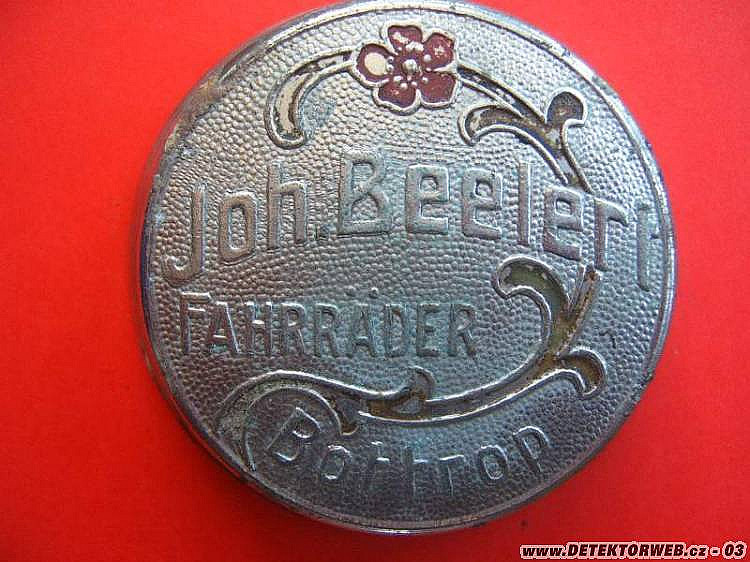 Joh. Beelert
FAHRRÄDER
Bottrop
www.DETEKTORWEB.cz - 03